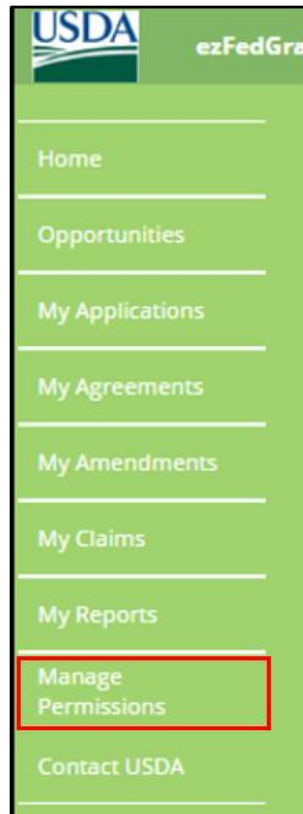 USDA
ezFedGra
Home
Opportunities
My Applications
My Agreements
My Amendments
My Claims
My Reports
Manage
Permissions
Contact USDA